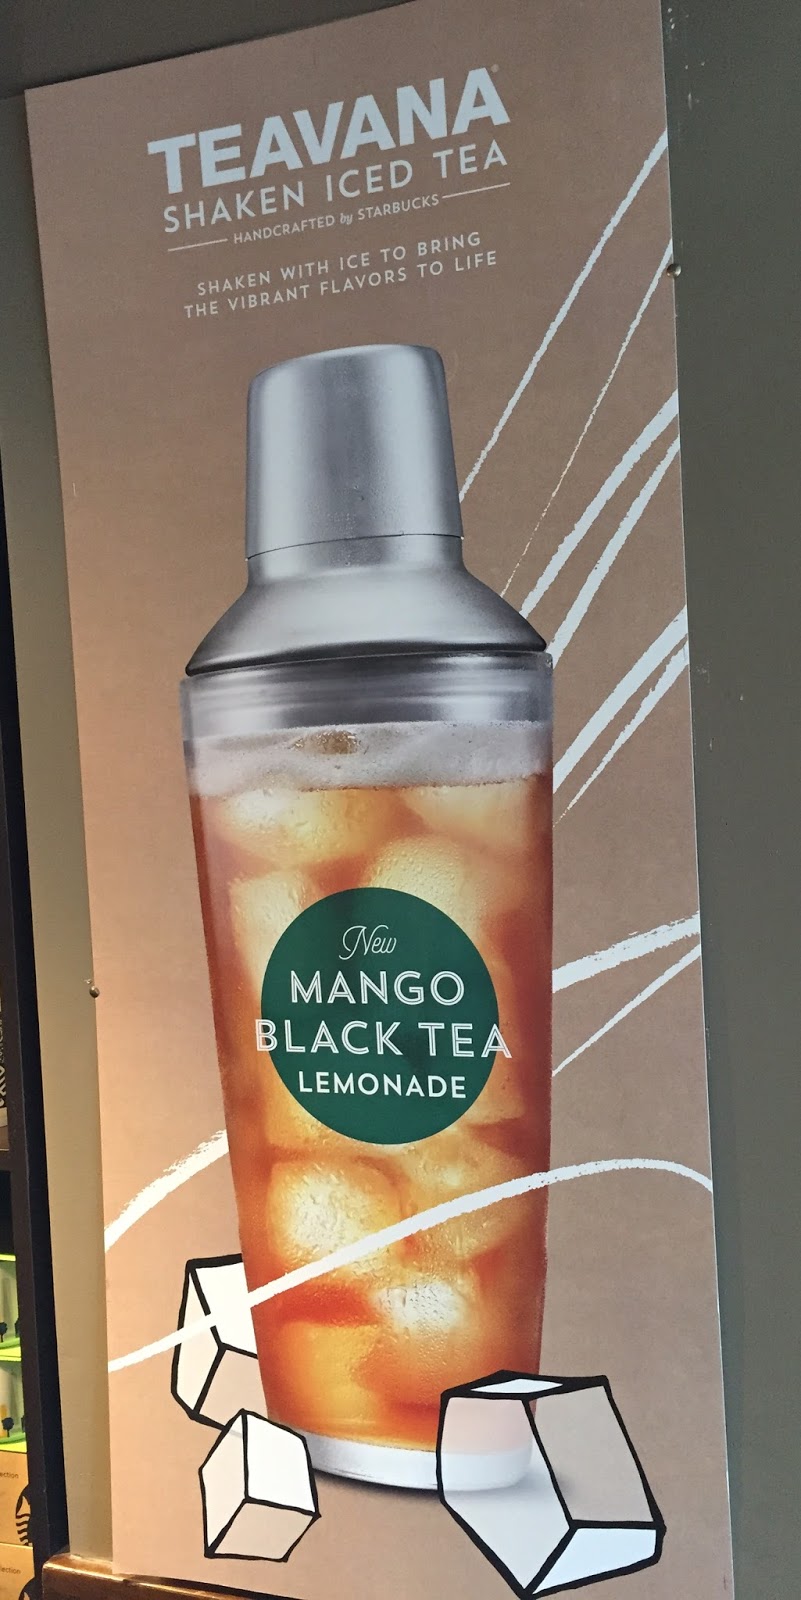 TEAVANA
SHAKEN ICED TEA
HANDCRAFTED by STARBUCKS
SHAKEN WITH ICE TO BRING
THE VIBRANT FLAVORS TO LIFE
New
MANGO
BLACK TEA
LEMONADE